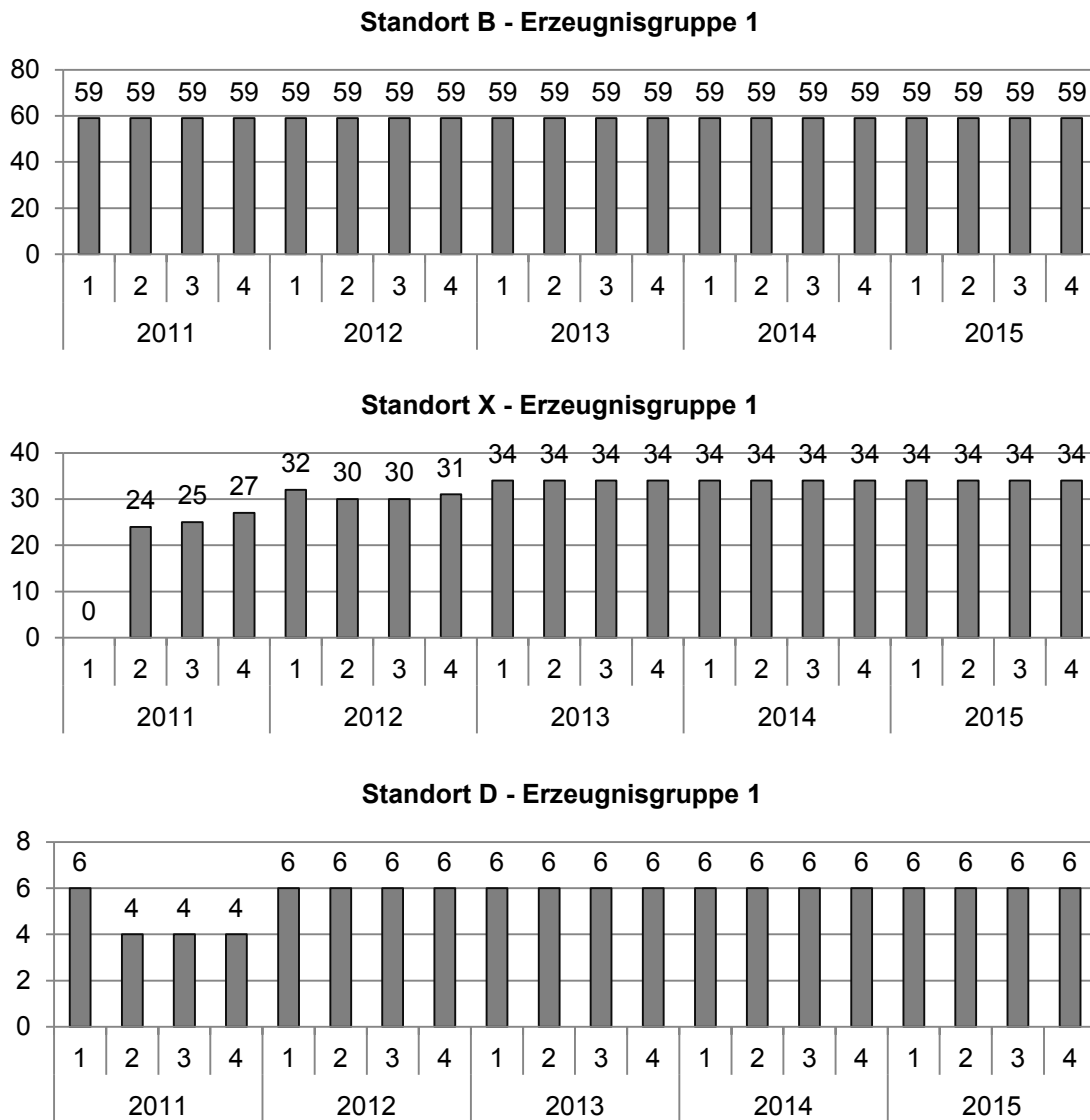 Standort B - Erzeugnisgruppe 1
80
59 59 59 59 59 59 59 59 59 59 59 59 59 59 59 59 59 59 59 59
60
40
20
0
1 2 3 4 1 2 3 4 1 2 3 4 1 2 3 4 1 2 3 4
2011 2012 2013 2014 2015
Standort X - Erzeugnisgruppe 1
40
0 24 25 27 32 30 30 31 34 34 34 34 34 34 34 34 34 34 34 34
30
20
10
0
1 2 3 4 1 2 3 4 1 2 3 4 1 2 3 4 1 2 3 4
2011 2012 2013 2014 2015
Standort D - Erzeugnisgruppe 1
8
6 4 4 4 6 6 6 6 6 6 6 6 6 6 6 6 6 6 6 6
6
4
2
0
1 2 3 4 1 2 3 4 1 2 3 4 1 2 3 4 1 2 3 4
2011 2012 2013 2014 2015